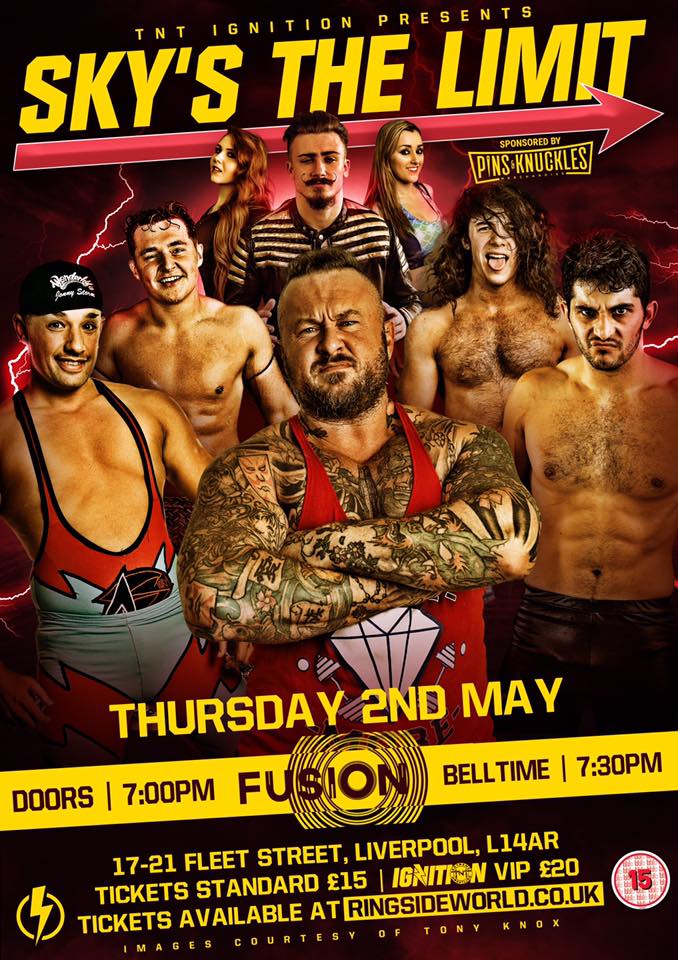 TNT IGNITION PRESENTS
SKY'S THE LIMIT
SPONSORED BY
PINS & KNUCKLES
Wonderkid
Jonny Storm
THURSDAY 2ND MAY
DOORS | 7:00PM
FUSION
BELLTIME | 7:30PM
17-21 FLEET STREET, LIVERPOOL, L14AR
TICKETS STANDARD £15 | IGNITION VIP £20
TICKETS AVAILABLE AT RINGSIDEWORLD.CO.UK
15
IMAGES COURTESY OF TONY KNOX